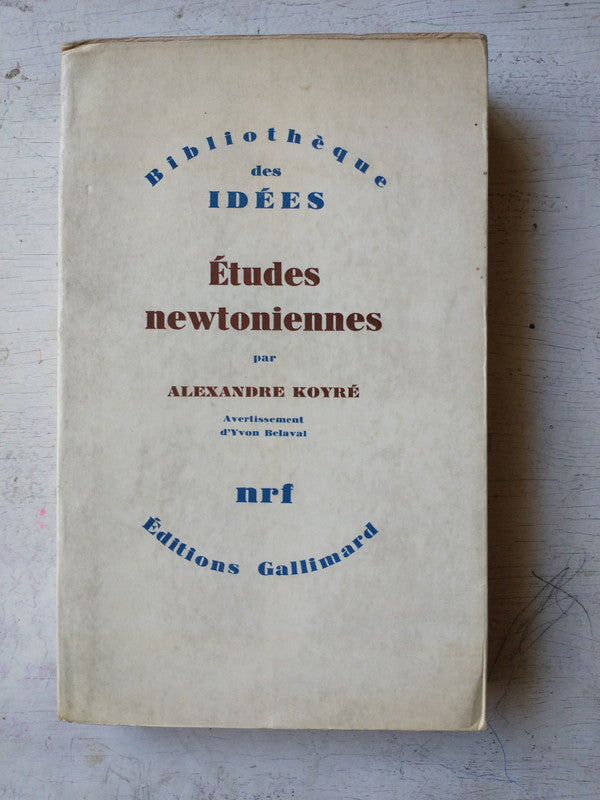 Bibliothèque
des
IDÉES
Études
newtoniennes
par
ALEXANDRE KOYRÉ
Avertissement
d'Yvon Belaval
nrf
Éditions Gallimard